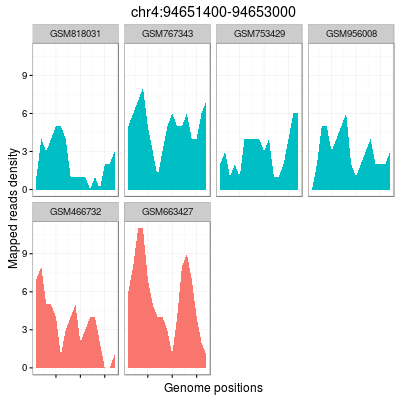 chr4:94651400-94653000
GSM818031 GSM767343 GSM753429 GSM956008
9
6
3
0
GSM466732 GSM663427
9
6
3
0
Mapped reads density
Genome positions